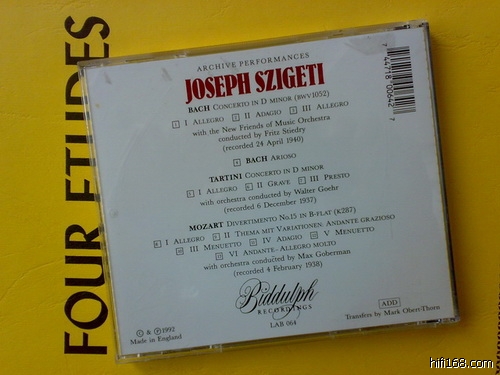 FOUR ETUDES
ARCHIVE PERFORMANCES
JOSEPH SZIGETI
BACH CONCERTO IN D MINOR (BWV1052)
1 I ALLEGRO 2 II ADAGIO 3 III ALLEGRO
with the New Friends of Music Orchestra
conducted by Fritz Stiedry
(recorded 24 April 1940)
4 BACH ARIOSO
TARTINI CONCERTO IN D MINOR
5 I ALLEGRO 6 II GRAVE 7 III PRESTO
with orchestra conducted by Walter Goehr
(recorded 6 December 1937)
MOZART DIVERTIMENTO NO.15 IN B-FLAT (K287)
8 I ALLEGRO 9 II THEMA MIT VARIATIONEN. ANDANTE GRAZIOSO
10 III MENUETTO 11 IV ADAGIO 12 V MENUETTO
13 VI ANDANTE-ALLEGRO MOLTO
with orchestra conducted by Max Goberman
(recorded 4 February 1938)
Biddulph
RECORDINGS
LAB 064
© & ℗ 1992
Made in England
ADD
Transfers by Mark Obert-Thorn
7 44718 00642 7
hifi168.com